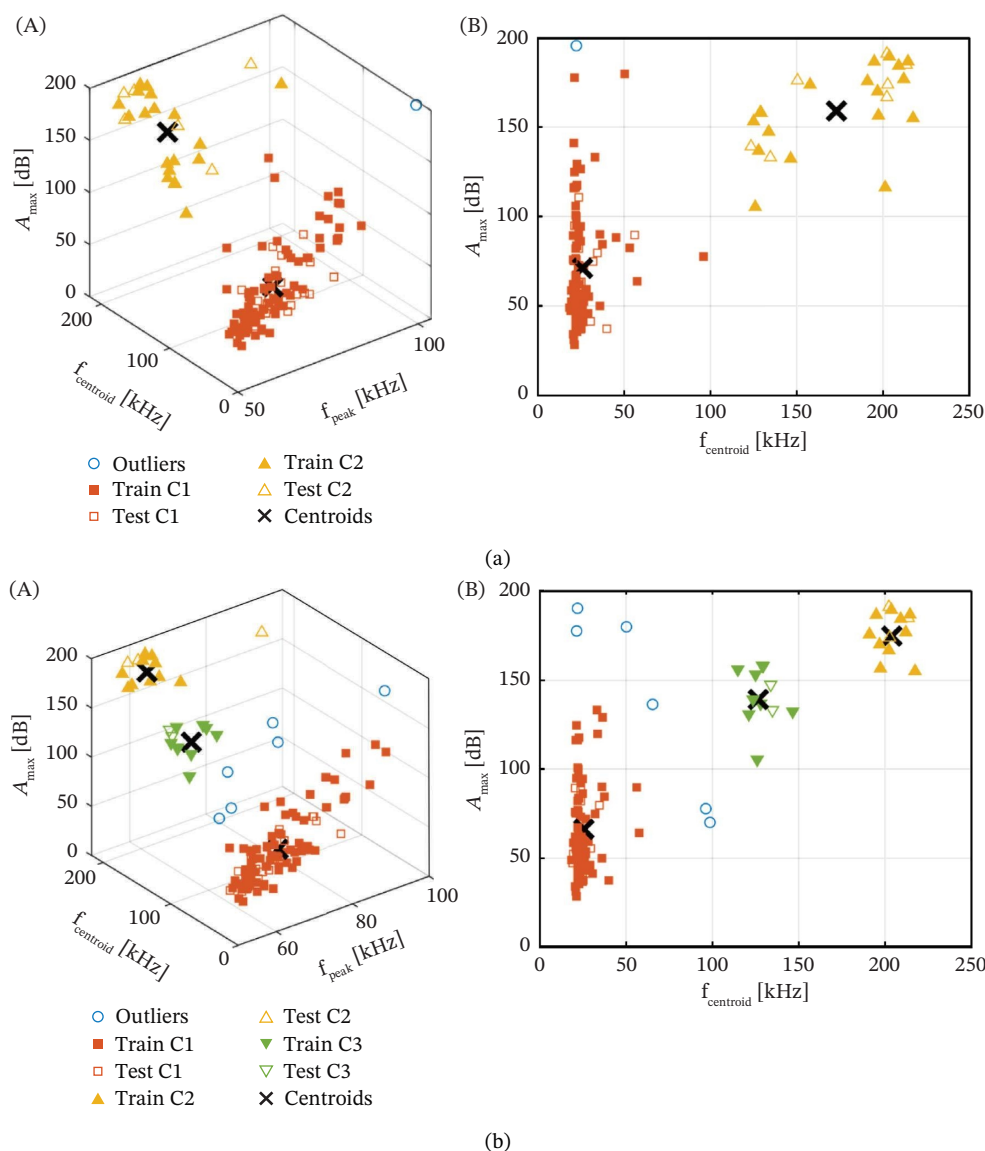 (A)
200
150
100
50
0
A_max [dB]
200
100
0
f_centroid [kHz]
50
100
f_peak [kHz]
(B)
200
150
100
50
0
A_max [dB]
0 50 100 150 200 250
f_centroid [kHz]
Outliers
Train C1
Test C1
Train C2
Test C2
Centroids
(a)
(A)
200
150
100
50
0
A_max [dB]
200
100
0
f_centroid [kHz]
60
80
100
f_peak [kHz]
(B)
200
150
100
50
0
A_max [dB]
0 50 100 150 200 250
f_centroid [kHz]
Outliers
Train C1
Test C1
Train C2
Test C2
Train C3
Test C3
Centroids
(b)